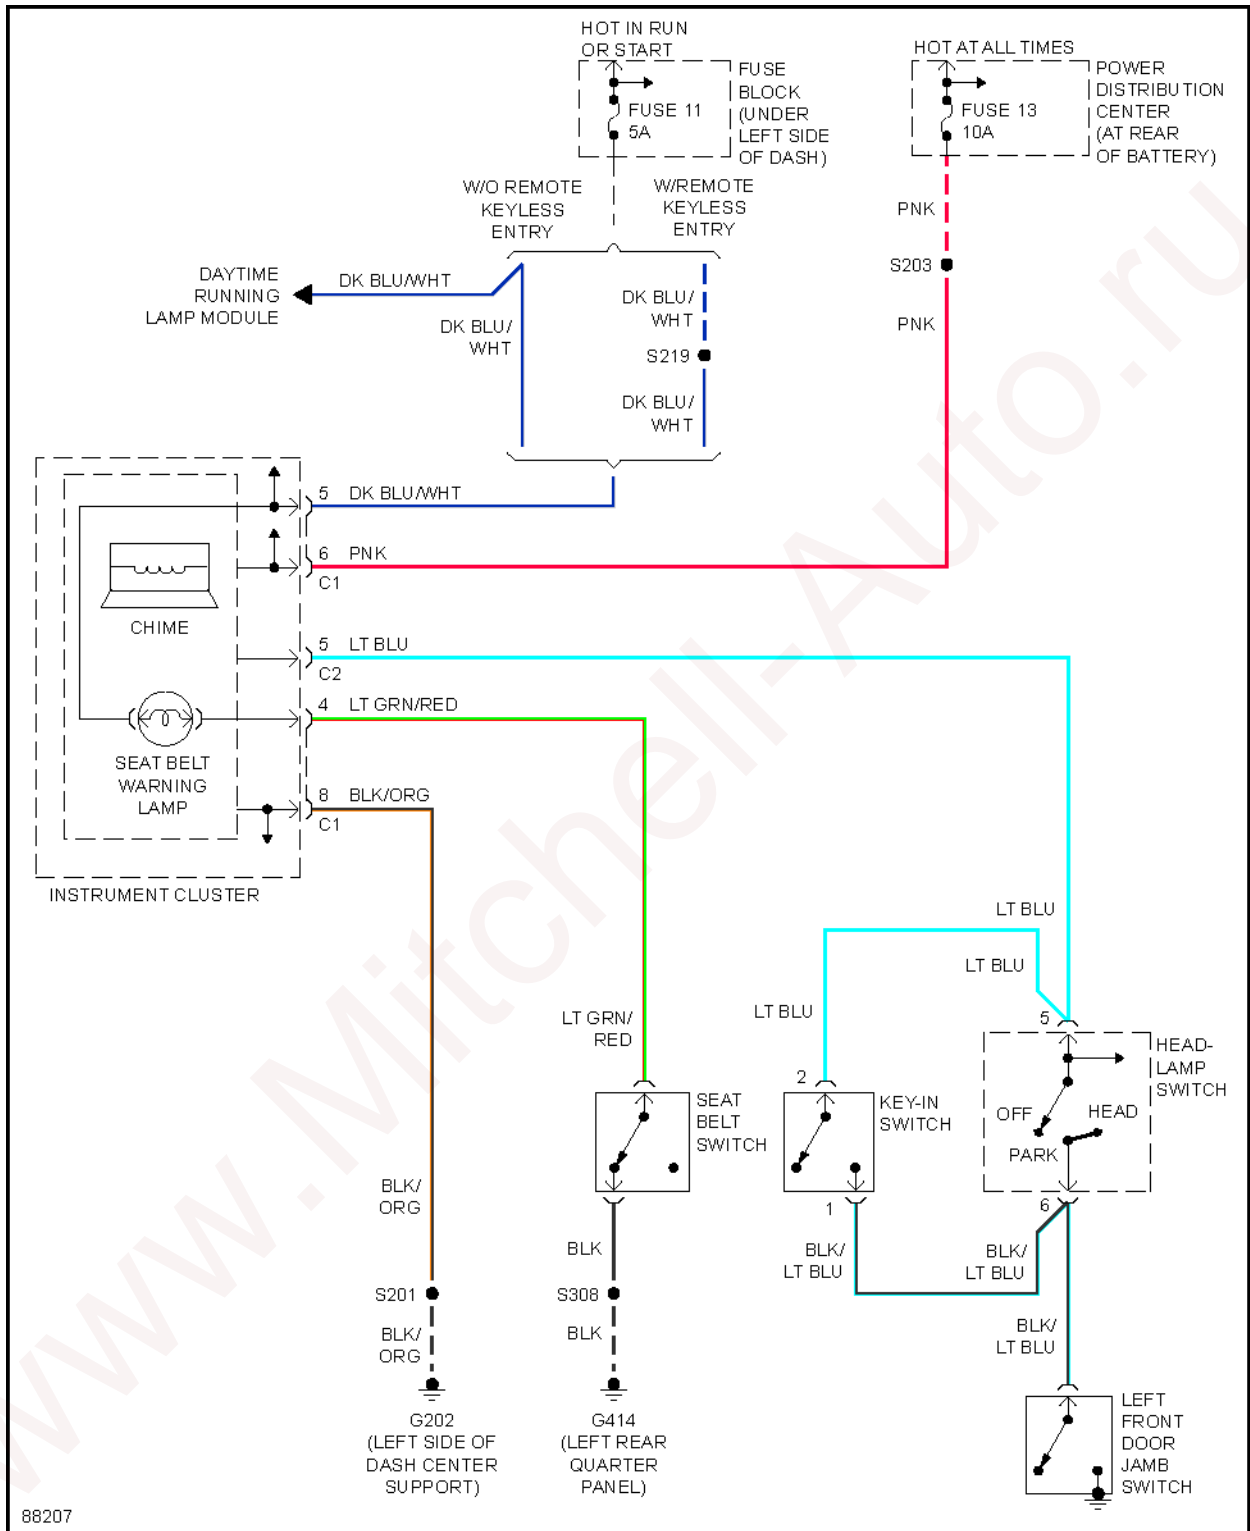 HOT IN RUN
OR START
FUSE
BLOCK
(UNDER
LEFT SIDE
OF DASH)
FUSE 11
5A
HOT AT ALL TIMES
POWER
DISTRIBUTION
CENTER
(AT REAR
OF BATTERY)
FUSE 13
10A
W/O REMOTE
KEYLESS
ENTRY
W/REMOTE
KEYLESS
ENTRY
PNK
S203
PNK
DAYTIME
RUNNING
LAMP MODULE
DK BLU/WHT
DK BLU/
WHT
DK BLU/
WHT
S219
DK BLU/
WHT
5 DK BLU/WHT
6 PNK
C1
CHIME
5 LT BLU
C2
4 LT GRN/RED
SEAT BELT
WARNING
LAMP
8 BLK/ORG
C1
INSTRUMENT CLUSTER
LT BLU
LT BLU
LT BLU
LT GRN/
RED
5
HEAD-
LAMP
SWITCH
OFF
HEAD
PARK
6
2
KEY-IN
SWITCH
1
SEAT
BELT
SWITCH
BLK/
ORG
BLK
BLK/
LT BLU
BLK/
LT BLU
S201
S308
BLK/
ORG
BLK
BLK/
LT BLU
G202
(LEFT SIDE OF
DASH CENTER
SUPPORT)
G414
(LEFT REAR
QUARTER
PANEL)
LEFT
FRONT
DOOR
JAMB
SWITCH
88207
www.Mitchell-Auto.ru